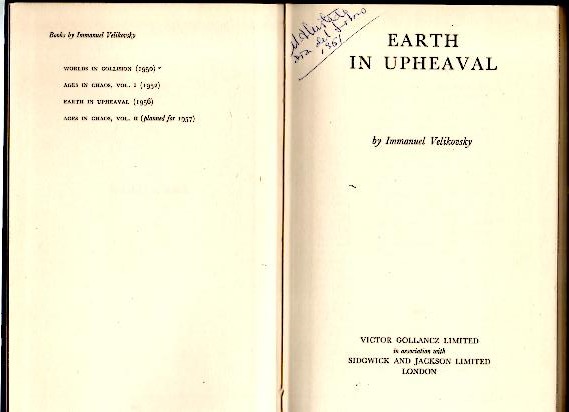 Books by Immanuel Velikovsky
WORLDS IN COLLISION (1950)
AGES IN CHAOS, VOL. I (1952)
EARTH IN UPHEAVAL (1956)
AGES IN CHAOS, VOL. II (planned for 1957)
1961
EARTH
IN UPHEAVAL
by Immanuel Velikovsky
VICTOR GOLLANCZ LIMITED
in association with
SIDGWICK AND JACKSON LIMITED
LONDON